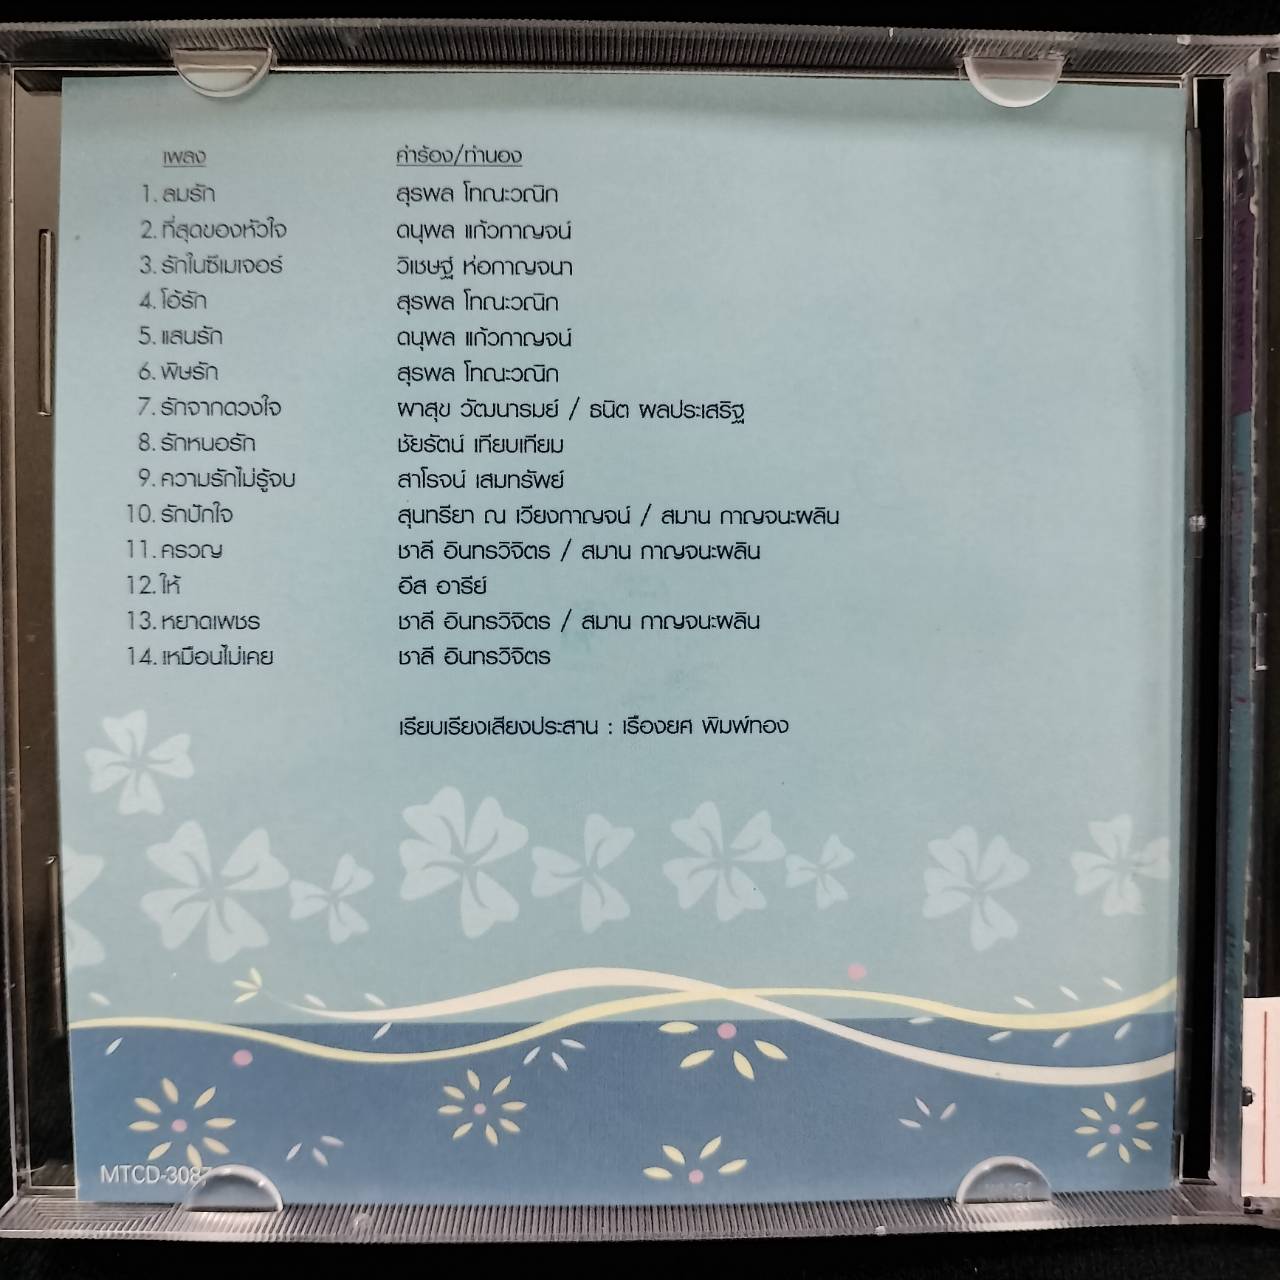 เพลง คำร้อง/ทำนอง
1. ลมรัก สุรพล โทณะวณิก
2. ที่สุดของหัวใจ ดนุพล แก้วกาญจน์
3. รักในซีเมเจอร์ วิเชษฐ์ ห่อกาญจนา
4. โอ้รัก สุรพล โทณะวณิก
5. แสนรัก ดนุพล แก้วกาญจน์
6. พิษรัก สุรพล โทณะวณิก
7. รักจากดวงใจ ผาสุข วัฒนารมย์ / ธนิต ผลประเสริฐ
8. รักหนอรัก ชัยรัตน์ เทียบเทียม
9. ความรักไม่รู้จบ สาโรจน์ เสมทรัพย์
10. รักปักใจ สุนทรียา ณ เวียงกาญจน์ / สมาน กาญจนะผลิน
11. ครวญ ชาลี อินทรวิจิตร / สมาน กาญจนะผลิน
12. ให้ อีส อารีย์
13. หยาดเพชร ชาลี อินทรวิจิตร / สมาน กาญจนะผลิน
14. เหมือนไม่เคย ชาลี อินทรวิจิตร
เรียบเรียงเสียงประสาน : เรืองยศ พิมพ์ทอง
MTCD-3087